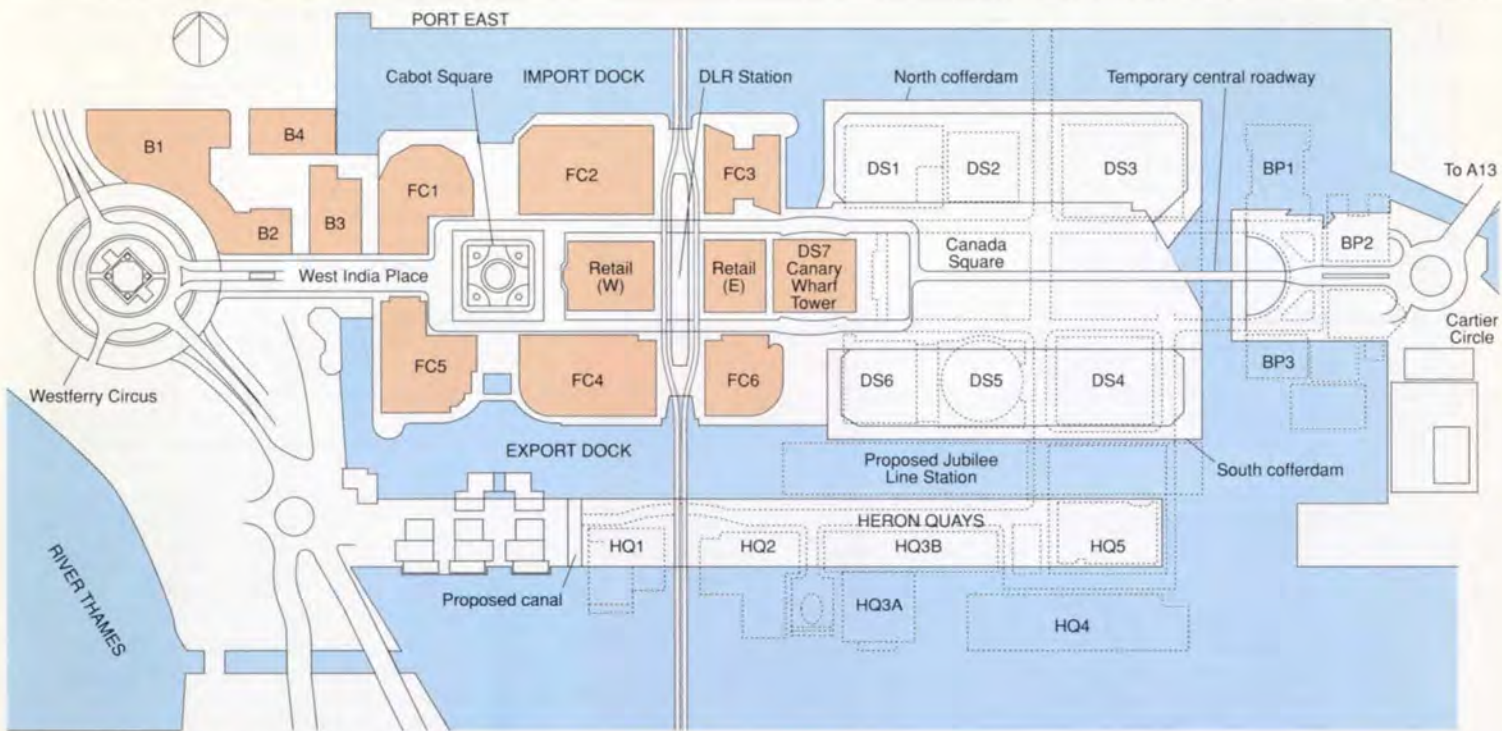 PORT EAST
Cabot Square
IMPORT DOCK
DLR Station
North cofferdam
Temporary central roadway
B1
B4
FC1
FC2
FC3
DS1
DS2
DS3
BP1
To A13
B2
B3
BP2
West India Place
Retail
(W)
Retail
(E)
DS7
Canary
Wharf
Tower
Canada
Square
Cartier
Circle
Westferry Circus
FC5
FC4
FC6
DS6
DS5
DS4
BP3
EXPORT DOCK
Proposed Jubilee
Line Station
South cofferdam
HERON QUAYS
RIVER THAMES
HQ1
HQ2
HQ3B
HQ5
Proposed canal
HQ3A
HQ4